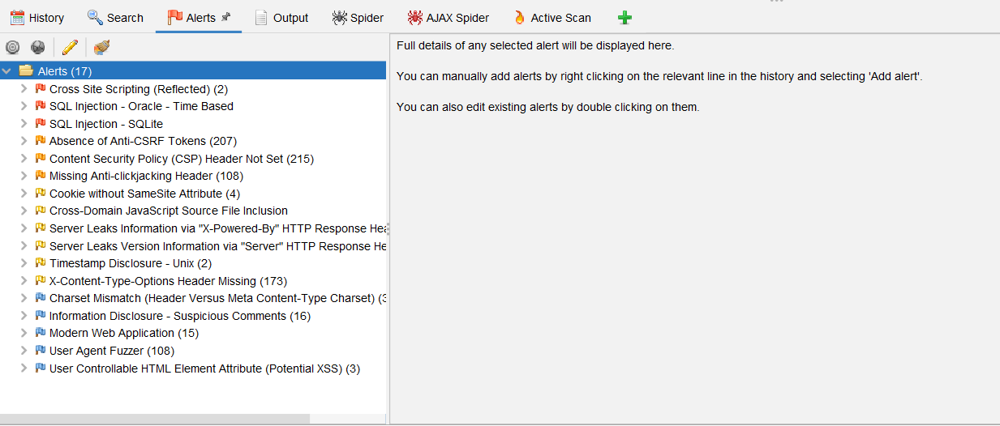 History Search Alerts Output Spider AJAX Spider Active Scan
Alerts (17)
Cross Site Scripting (Reflected) (2)
SQL Injection - Oracle - Time Based
SQL Injection - SQLite
Absence of Anti-CSRF Tokens (207)
Content Security Policy (CSP) Header Not Set (215)
Missing Anti-clickjacking Header (108)
Cookie without SameSite Attribute (4)
Cross-Domain JavaScript Source File Inclusion
Server Leaks Information via "X-Powered-By" HTTP Response
Server Leaks Version Information via "Server" HTTP Response
Timestamp Disclosure - Unix (2)
X-Content-Type-Options Header Missing (173)
Charset Mismatch (Header Versus Meta Content-Type Charset)
Information Disclosure - Suspicious Comments (16)
Modern Web Application (15)
User Agent Fuzzer (108)
User Controllable HTML Element Attribute (Potential XSS) (3)
Full details of any selected alert will be displayed here.
You can manually add alerts by right clicking on the relevant line in the history and selecting 'Add alert'.
You can also edit existing alerts by double clicking on them.